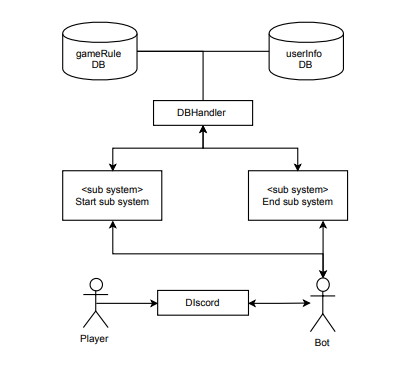 gameRule
DB
userInfo
DB
DBHandler
<sub system>
Start sub system
<sub system>
End sub system
DIscord
Player
Bot